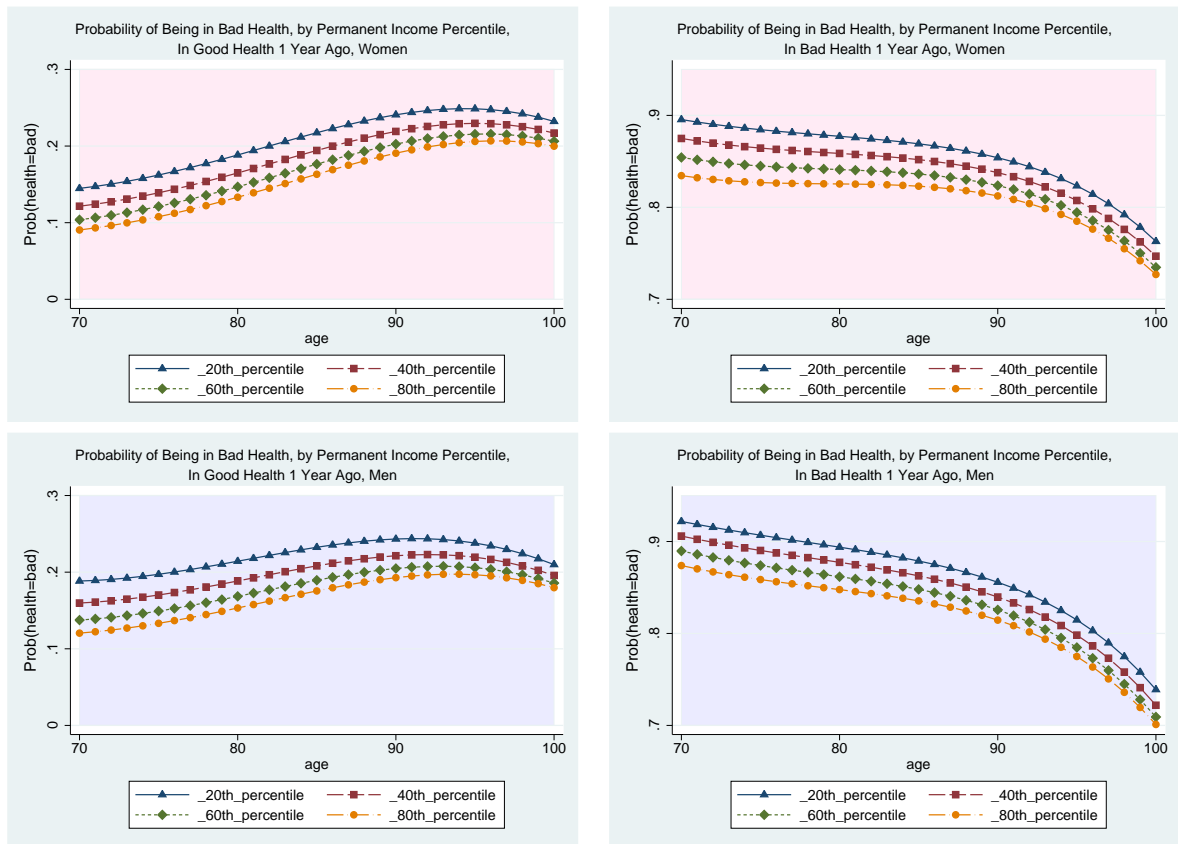 Probability of Being in Bad Health, by Permanent Income Percentile,
In Good Health 1 Year Ago, Women
Prob(health=bad)
.3
.2
.1
0
70 80 90 100
age
_20th_percentile _40th_percentile
_60th_percentile _80th_percentile
Probability of Being in Bad Health, by Permanent Income Percentile,
In Bad Health 1 Year Ago, Women
Prob(health=bad)
.9
.8
.7
70 80 90 100
age
_20th_percentile _40th_percentile
_60th_percentile _80th_percentile
Probability of Being in Bad Health, by Permanent Income Percentile,
In Good Health 1 Year Ago, Men
Prob(health=bad)
.3
.2
.1
0
70 80 90 100
age
_20th_percentile _40th_percentile
_60th_percentile _80th_percentile
Probability of Being in Bad Health, by Permanent Income Percentile,
In Bad Health 1 Year Ago, Men
Prob(health=bad)
.9
.8
.7
70 80 90 100
age
_20th_percentile _40th_percentile
_60th_percentile _80th_percentile